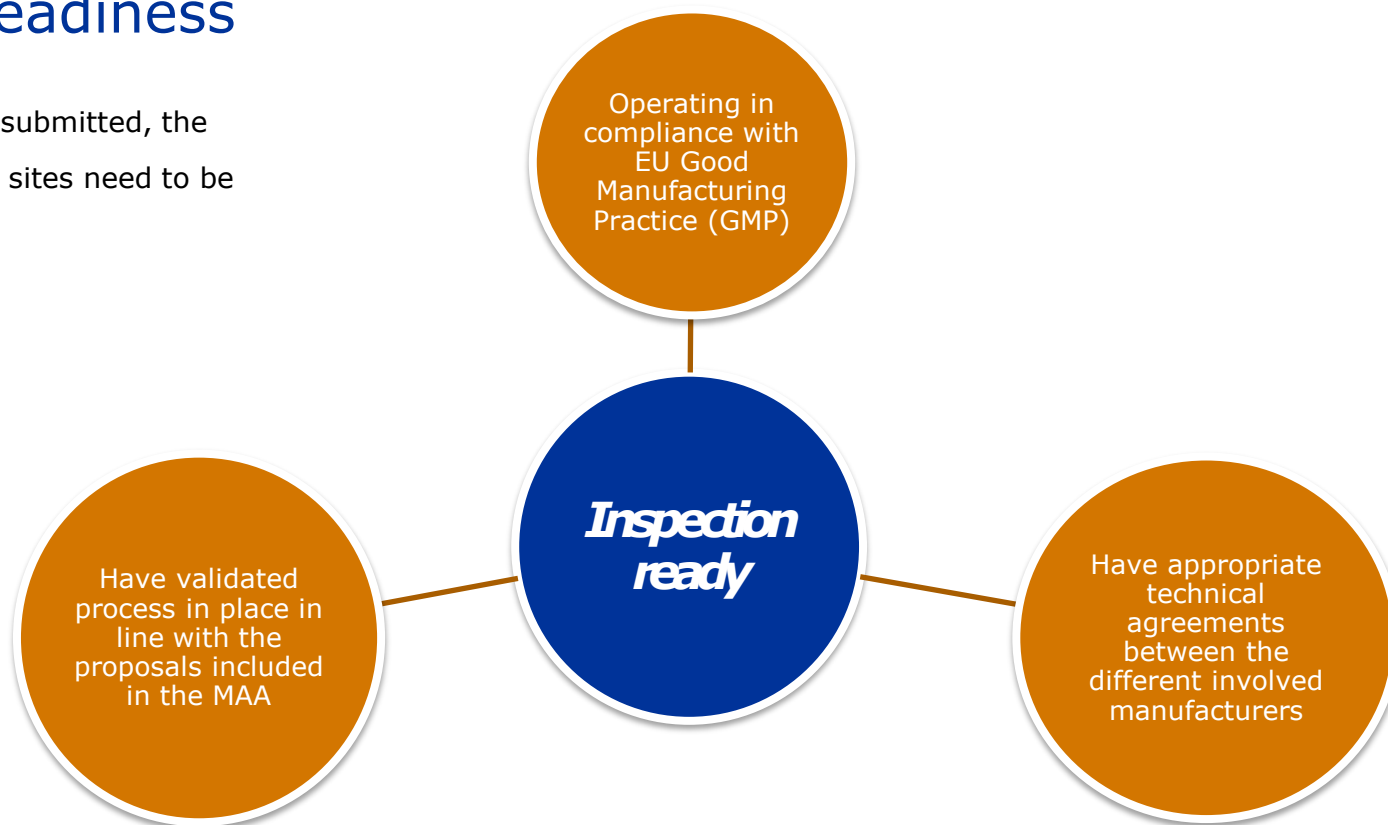 eadiness
submitted, the
sites need to be
Operating in
compliance with
EU Good
Manufacturing
Practice (GMP)
Inspection
ready
Have validated
process in place in
line with the
proposals included
in the MAA
Have appropriate
technical
agreements
between the
different involved
manufacturers